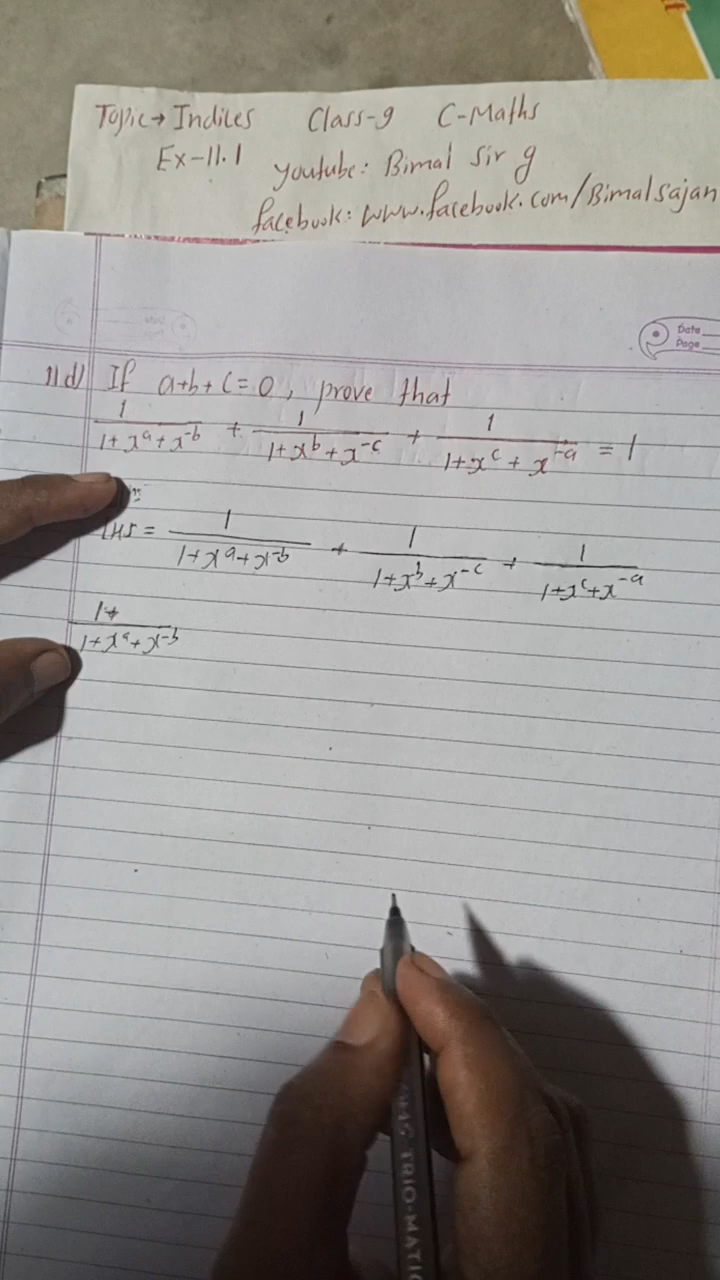 Topic → Indices Class-9 C-Maths
Ex-11.1 Youtube: Bimal Sir g
facebook: www.facebook.com/Bimalsajan
Date
Page
11d) If a+b+c=0, prove that
1/(1+x^a+x^-b) + 1/(1+x^b+x^-c) + 1/(1+x^c+x^-a) = 1
LHS = 1/(1+x^a+x^-b) + 1/(1+x^b+x^-c) + 1/(1+x^c+x^-a)
1+/(1+x^a+x^-b)
TRIO-MATIC